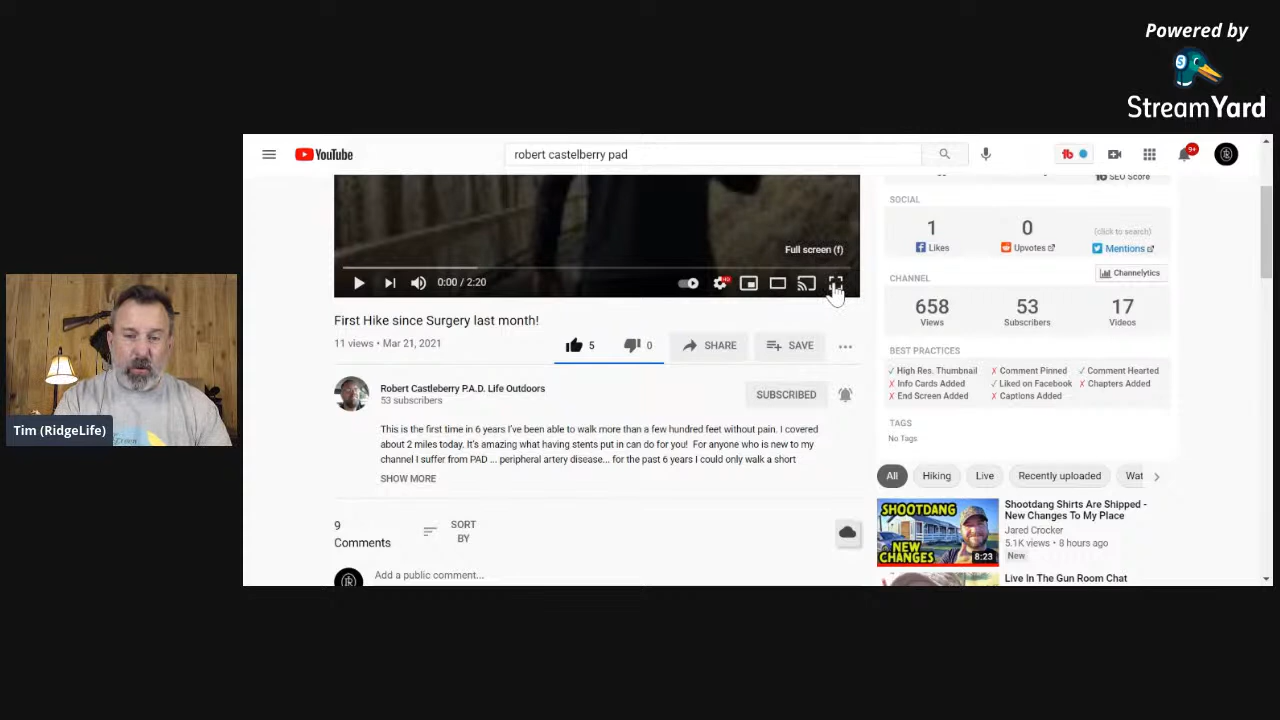 Powered by
StreamYard
YouTube
robert castelberry pad
tb
9+
Full screen (f)
0:00 / 2:20
HD
First Hike since Surgery last month!
11 views • Mar 21, 2021
5
0
SHARE
SAVE
Robert Castleberry P.A.D. Life Outdoors
53 subscribers
SUBSCRIBED
This is the first time in 6 years I've been able to walk more than a few hundred feet without pain. I covered
about 2 miles today. It's amazing what having stents put in can do for you! For anyone who is new to my
channel I suffer from PAD ... peripheral artery disease... for the past 6 years I could only walk a short
SHOW MORE
9
Comments
SORT
BY
Add a public comment...
tb SEO Score
SOCIAL
1
Likes
0
Upvotes
(click to search)
Mentions
CHANNEL
Channelytics
658
Views
53
Subscribers
17
Videos
BEST PRACTICES
✓ High Res. Thumbnail
✗ Comment Pinned
✓ Comment Hearted
✗ Info Cards Added
✓ Liked on Facebook
✗ Chapters Added
✗ End Screen Added
✗ Captions Added
TAGS
No Tags
All
Hiking
Live
Recently uploaded
Wat
SHOOTDANG
NEW
CHANGES
8:23
Shootdang Shirts Are Shipped -
New Changes To My Place
Jared Crocker
5.1K views • 8 hours ago
New
Live In The Gun Room Chat
Tim (RidgeLife)